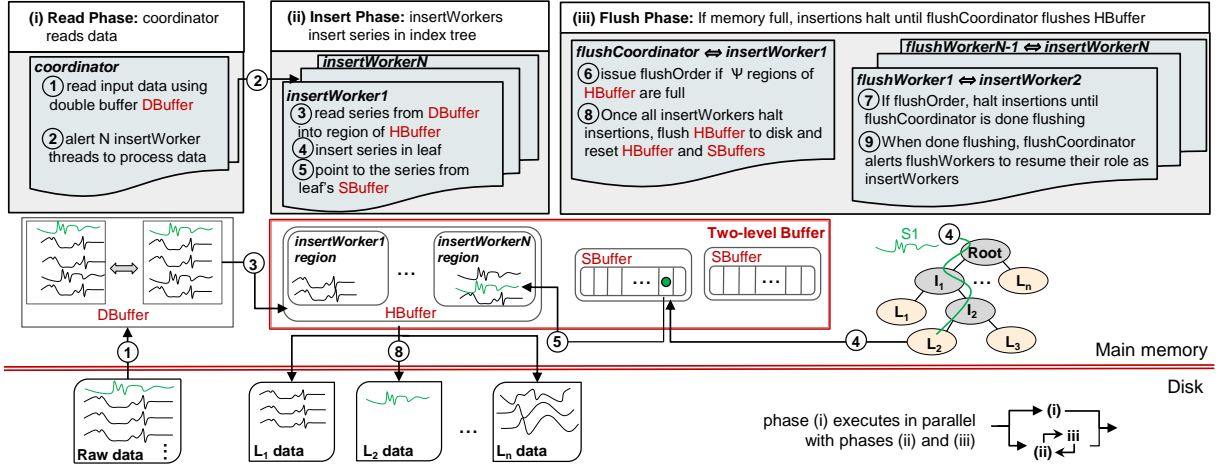 (i) Read Phase: coordinator
reads data
(ii) Insert Phase: insertWorkers
insert series in index tree
(iii) Flush Phase: If memory full, insertions halt until flushCoordinator flushes HBuffer
coordinator
1 read input data using
double buffer DBuffer
2 alert N insertWorker
threads to process data
2
insertWorkerN
insertWorker1
3 read series from DBuffer
into region of HBuffer
4 insert series in leaf
5 point to the series from
leaf's SBuffer
flushCoordinator ⇔ insertWorker1
6 issue flushOrder if Ψ regions of
HBuffer are full
8 Once all insertWorkers halt
insertions, flush HBuffer to disk and
reset HBuffer and SBuffers
flushWorkerN-1 ⇔ insertWorkerN
flushWorker1 ⇔ insertWorker2
7 If flushOrder, halt insertions until
flushCoordinator is done flushing
9 When done flushing, flushCoordinator
alerts flushWorkers to resume their role as
insertWorkers
DBuffer
3
insertWorker1
region
...
insertWorkerN
region
HBuffer
Two-level Buffer
SBuffer
...
SBuffer
...
S1
4
Root
I1
...
Ln
L1
I2
L2
L3
1
8
5
4
Main memory
Disk
Raw data
...
L1 data
L2 data
...
Ln data
phase (i) executes in parallel
with phases (ii) and (iii)
(i)
iii
(ii)